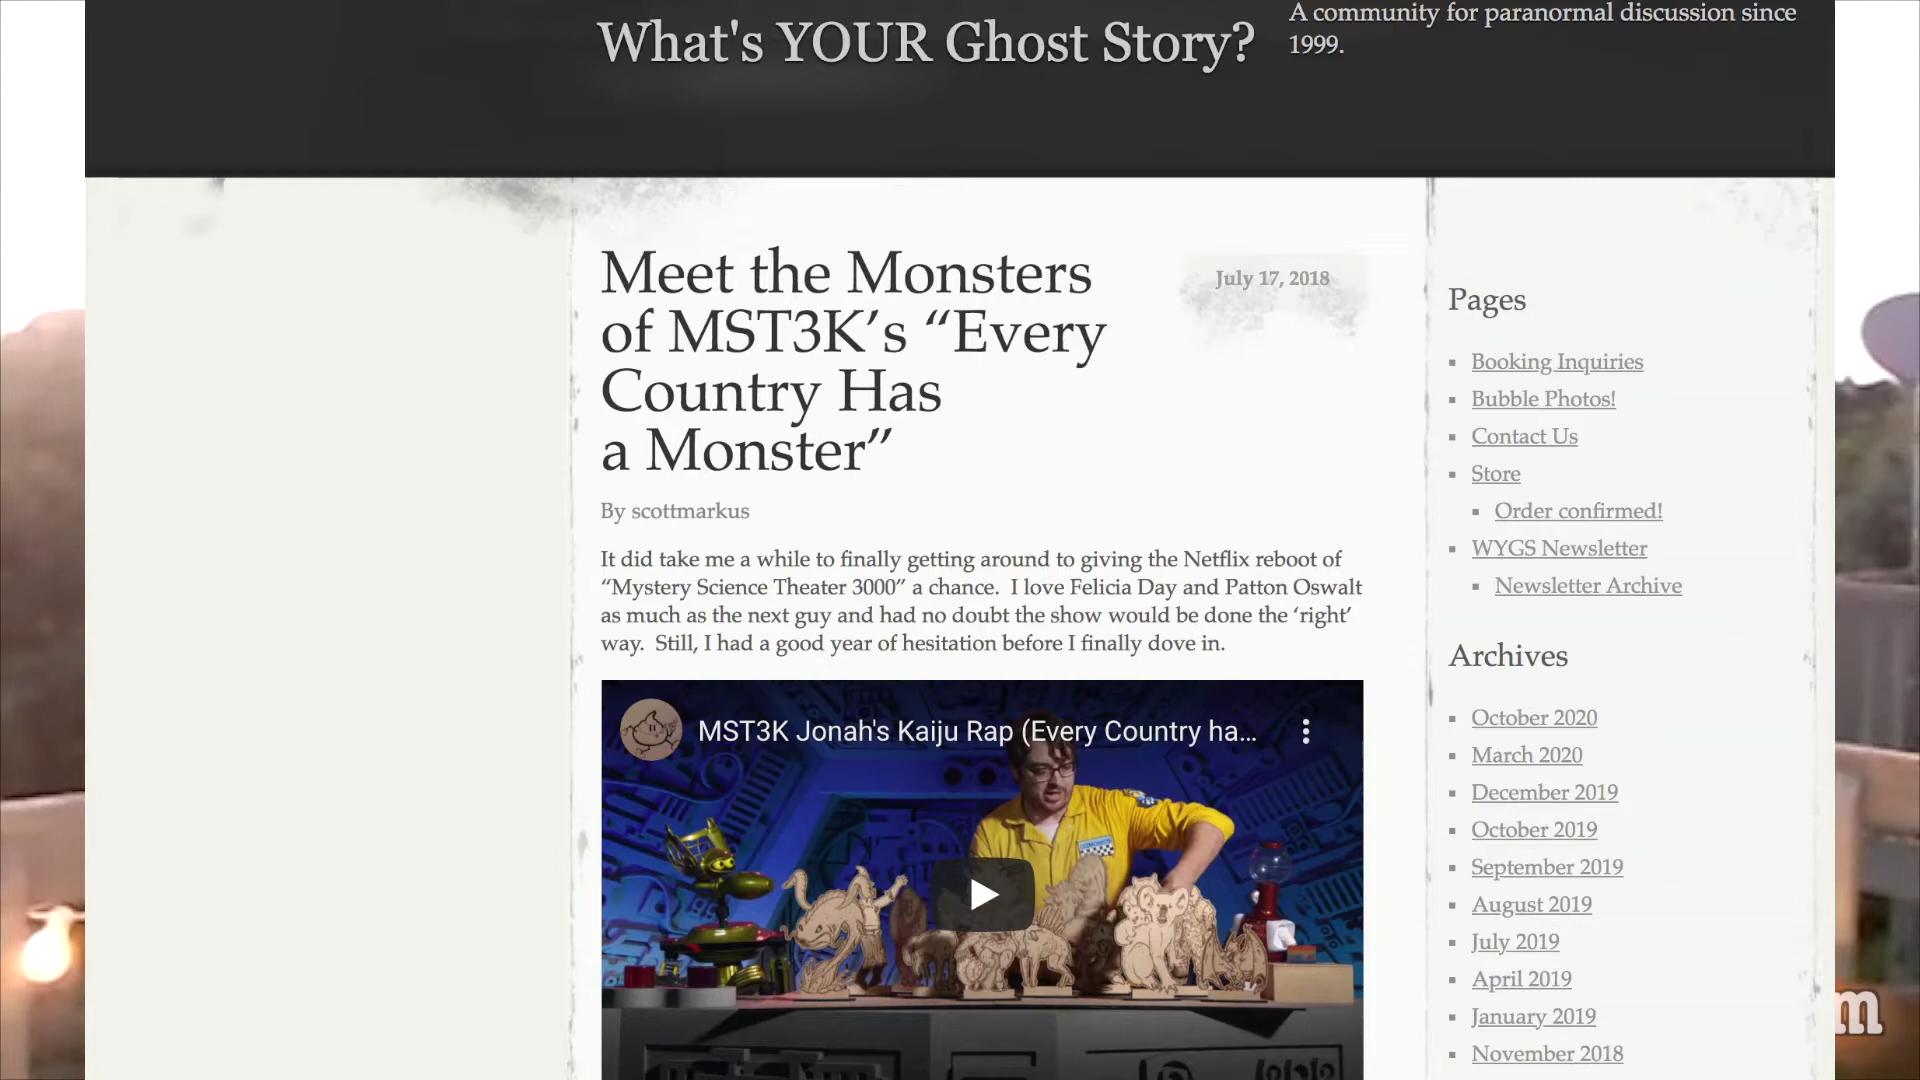 What's YOUR Ghost Story?
A community for paranormal discussion since
1999.
Meet the Monsters
of MST3K’s “Every
Country Has
a Monster”
July 17, 2018
By scottmarkus
It did take me a while to finally getting around to giving the Netflix reboot of
“Mystery Science Theater 3000” a chance.  I love Felicia Day and Patton Oswalt
as much as the next guy and had no doubt the show would be done the ‘right’
way.  Still, I had a good year of hesitation before I finally dove in.
MST3K Jonah's Kaiju Rap (Every Country ha...
Pages
Booking Inquiries
Bubble Photos!
Contact Us
Store
Order confirmed!
WYGS Newsletter
Newsletter Archive
Archives
October 2020
March 2020
December 2019
October 2019
September 2019
August 2019
July 2019
April 2019
January 2019
November 2018
m